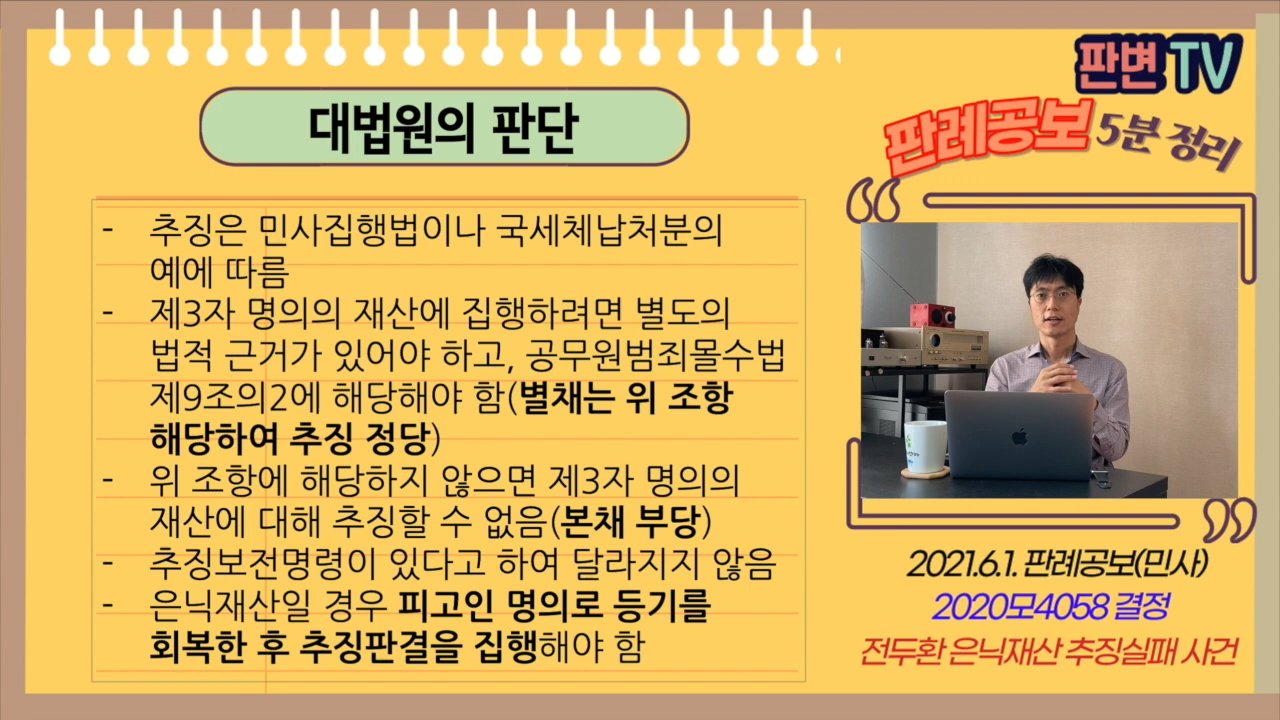 판변 TV
판례공보 5분 정리
대법원의 판단
- 추징은 민사집행법이나 국세체납처분의
예에 따름
- 제3자 명의의 재산에 집행하려면 별도의
법적 근거가 있어야 하고, 공무원범죄몰수법
제9조의2에 해당해야 함(별채는 위 조항
해당하여 추징 정당)
- 위 조항에 해당하지 않으면 제3자 명의의
재산에 대해 추징할 수 없음(본채 부당)
- 추징보전명령이 있다고 하여 달라지지 않음
- 은닉재산일 경우 피고인 명의로 등기를
회복한 후 추징판결을 집행해야 함
2021.6.1. 판례공보(민사)
2020모4058 결정
전두환 은닉재산 추징실패 사건